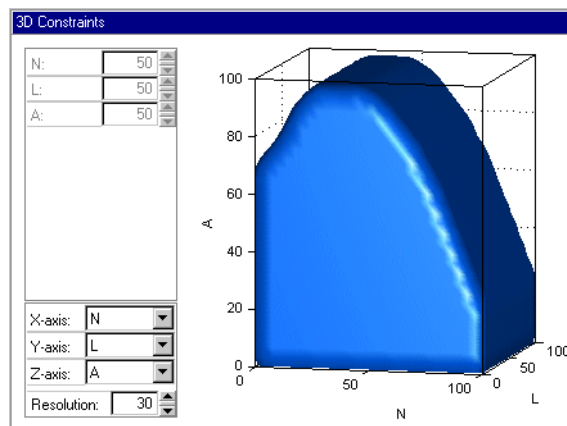 3D Constraints
N: 50
L: 50
A: 50
X-axis: N
Y-axis: L
Z-axis: A
Resolution: 30
100
80
60
40
20
0
A
0
50
100
N
0
50
100
L